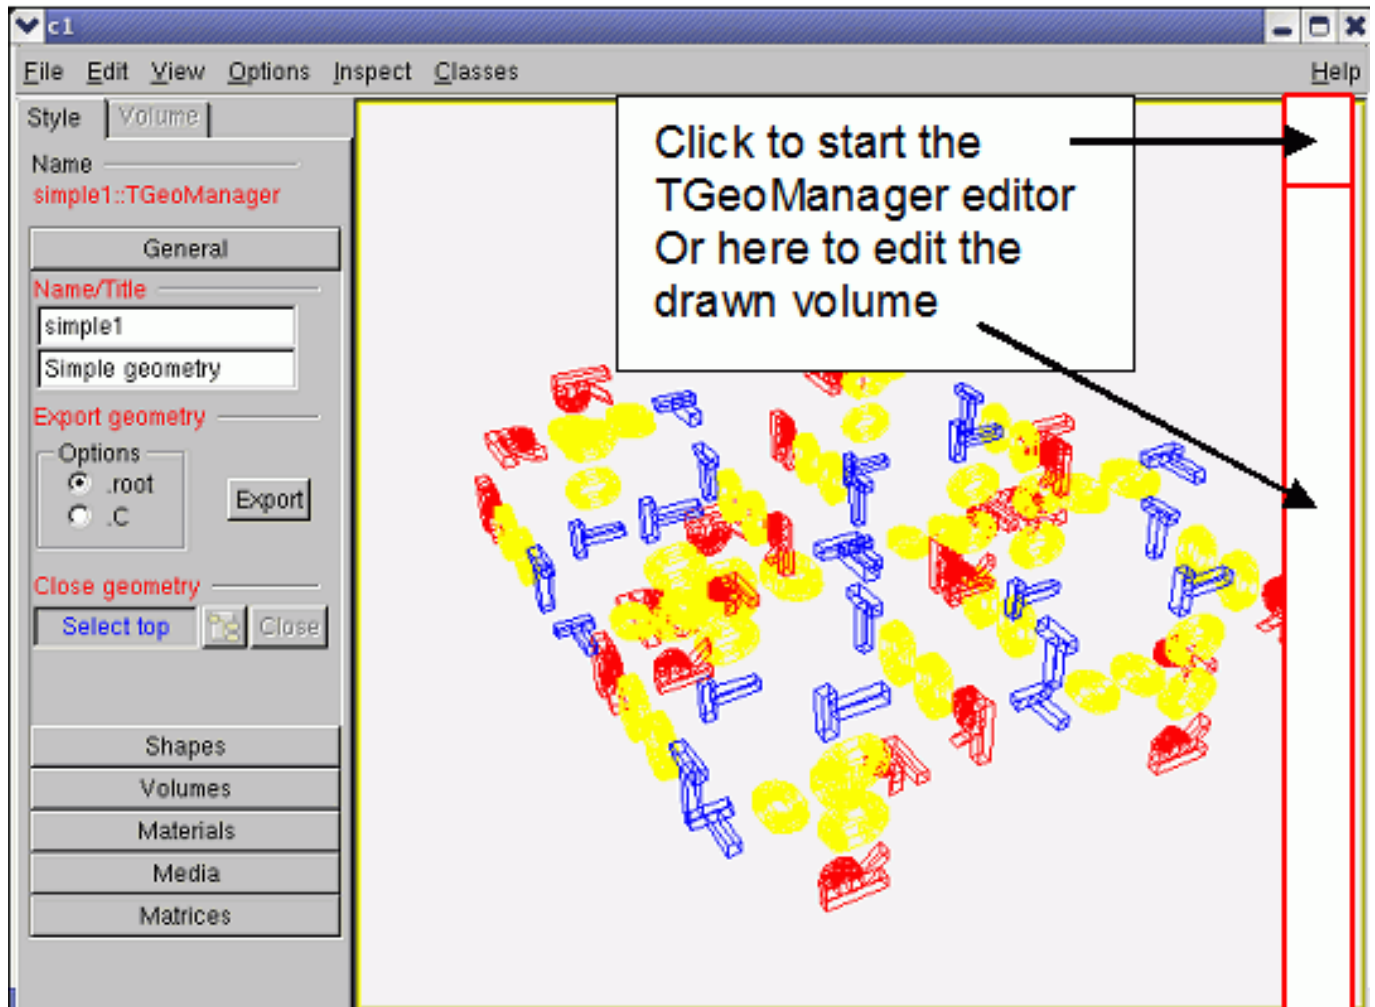 c1
File Edit View Options Inspect Classes Help
Style Volume
Name
simple1::TGeoManager
General
Name/Title
simple1
Simple geometry
Export geometry
Options
.root
.C
Export
Close geometry
Select top Close
Shapes
Volumes
Materials
Media
Matrices
Click to start the
TGeoManager editor
Or here to edit the
drawn volume